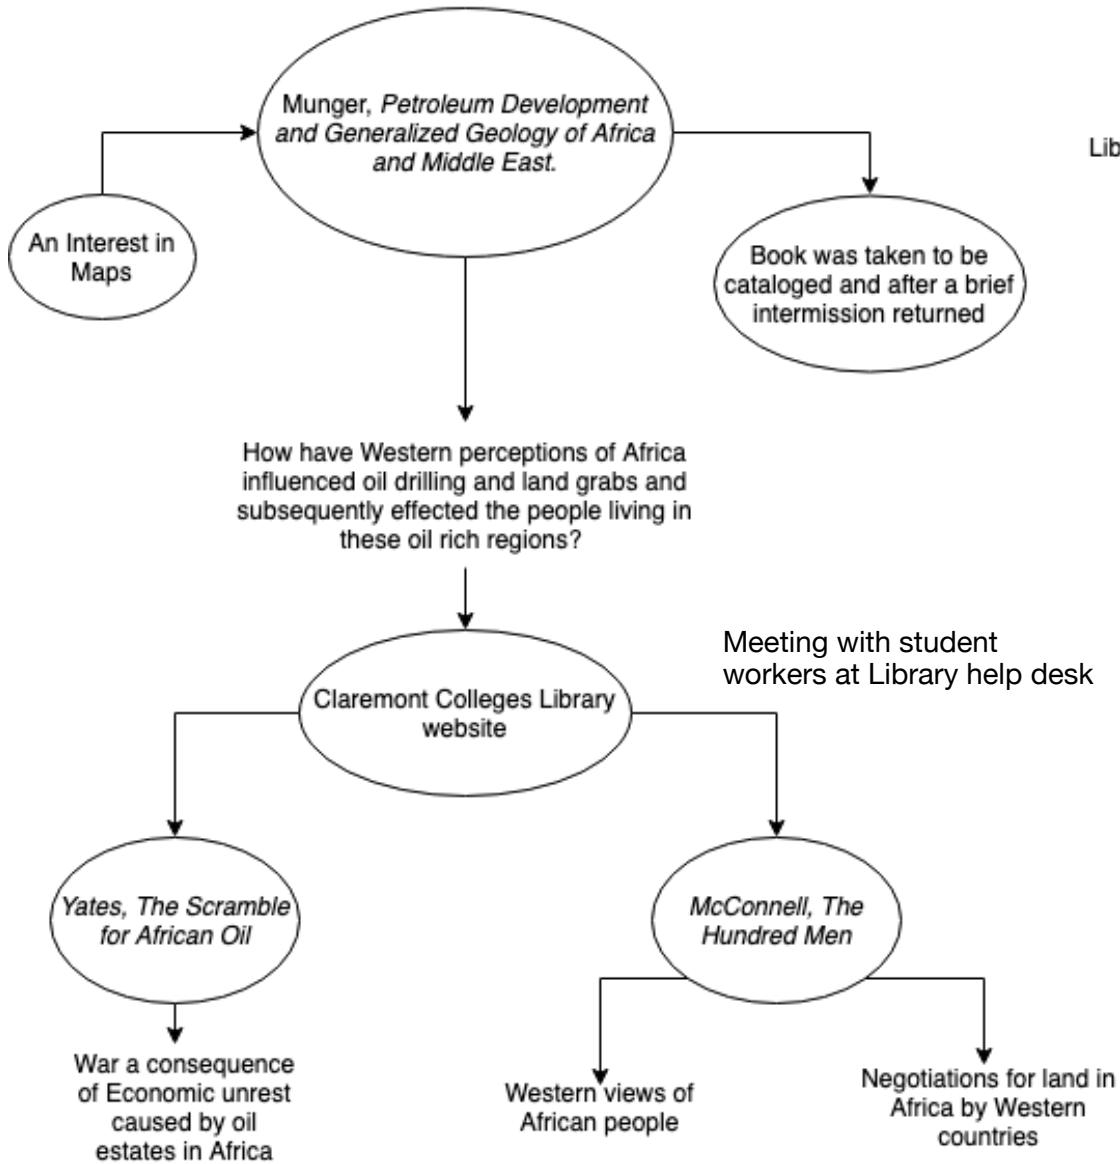 Munger, Petroleum Development
and Generalized Geology of Africa
and Middle East.
Lib
An Interest in
Maps
Book was taken to be
cataloged and after a brief
intermission returned
How have Western perceptions of Africa
influenced oil drilling and land grabs and
subsequently effected the people living in
these oil rich regions?
Meeting with student
workers at Library help desk
Claremont Colleges Library
website
Yates, The Scramble
for African Oil
McConnell, The
Hundred Men
War a consequence
of Economic unrest
caused by oil
estates in Africa
Western views of
African people
Negotiations for land in
Africa by Western
countries